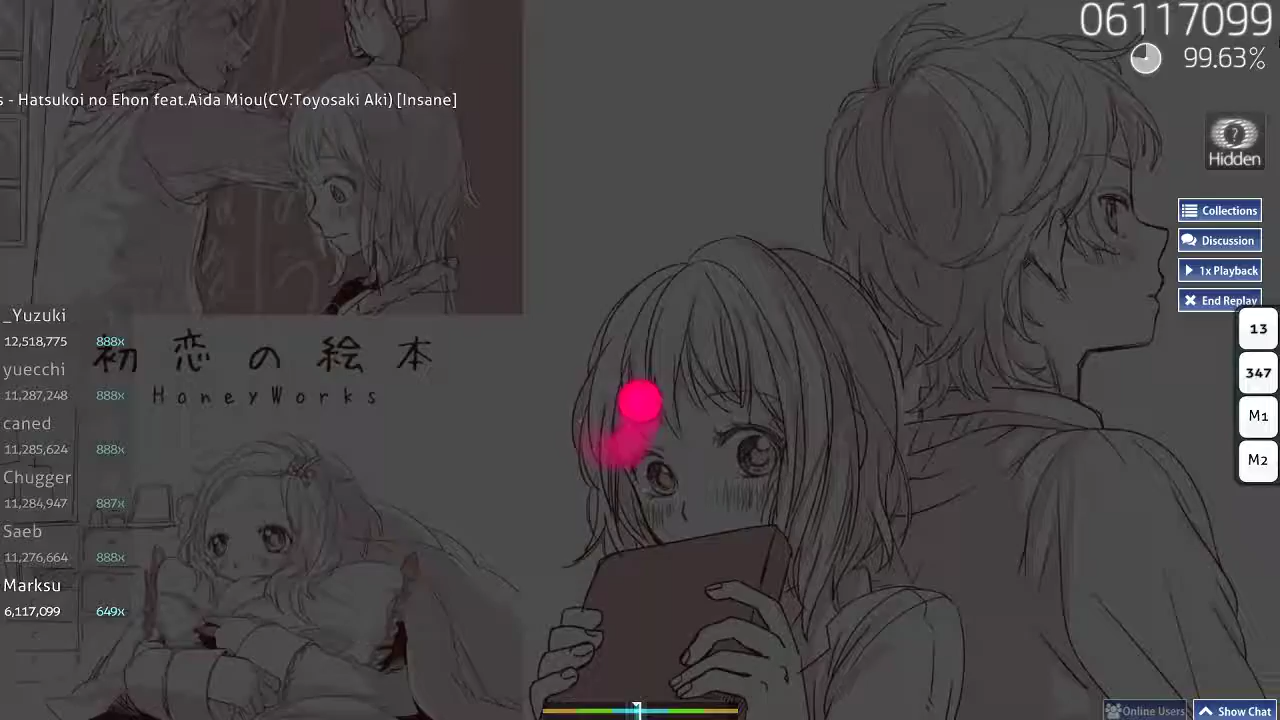 06117099
99.63%
s - Hatsukoi no Ehon feat.Aida Miou(CV:Toyosaki Aki) [Insane]
?
Hidden
Collections
Discussion
1x Playback
End Replay
13
347
M1
M2
_Yuzuki
12,518,775 888x
yuecchi
11,287,248 888x
caned
11,285,624 888x
Chugger
11,284,947 887x
Saeb
11,276,664 888x
Marksu
6,117,099 649x
初恋の絵本
HoneyWorks
Online Users
Show Chat